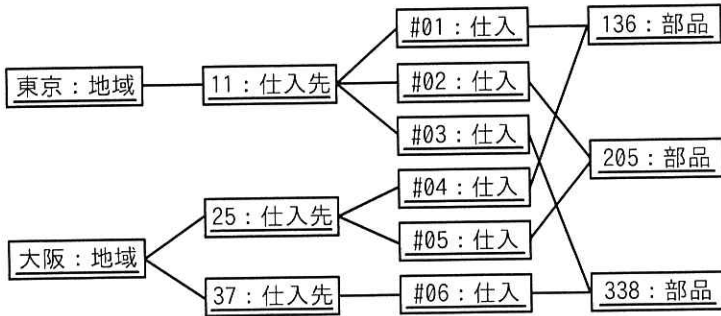 #01：仕入
136：部品
東京：地域
11：仕入先
#02：仕入
#03：仕入
205：部品
#04：仕入
25：仕入先
#05：仕入
大阪：地域
37：仕入先
#06：仕入
338：部品